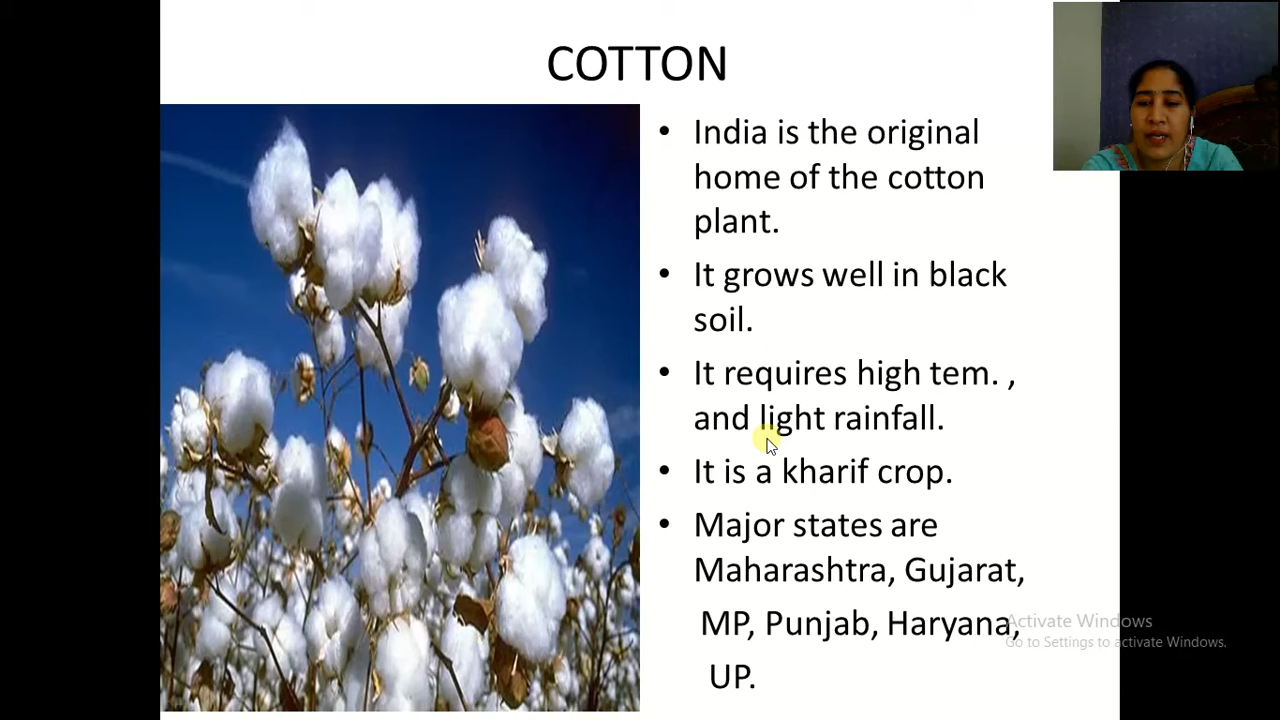 COTTON
• India is the original
home of the cotton
plant.
• It grows well in black
soil.
• It requires high tem. ,
and light rainfall.
• It is a kharif crop.
• Major states are
Maharashtra, Gujarat,
MP, Punjab, Haryana,
UP.
Activate Windows
Go to Settings to activate Windows.